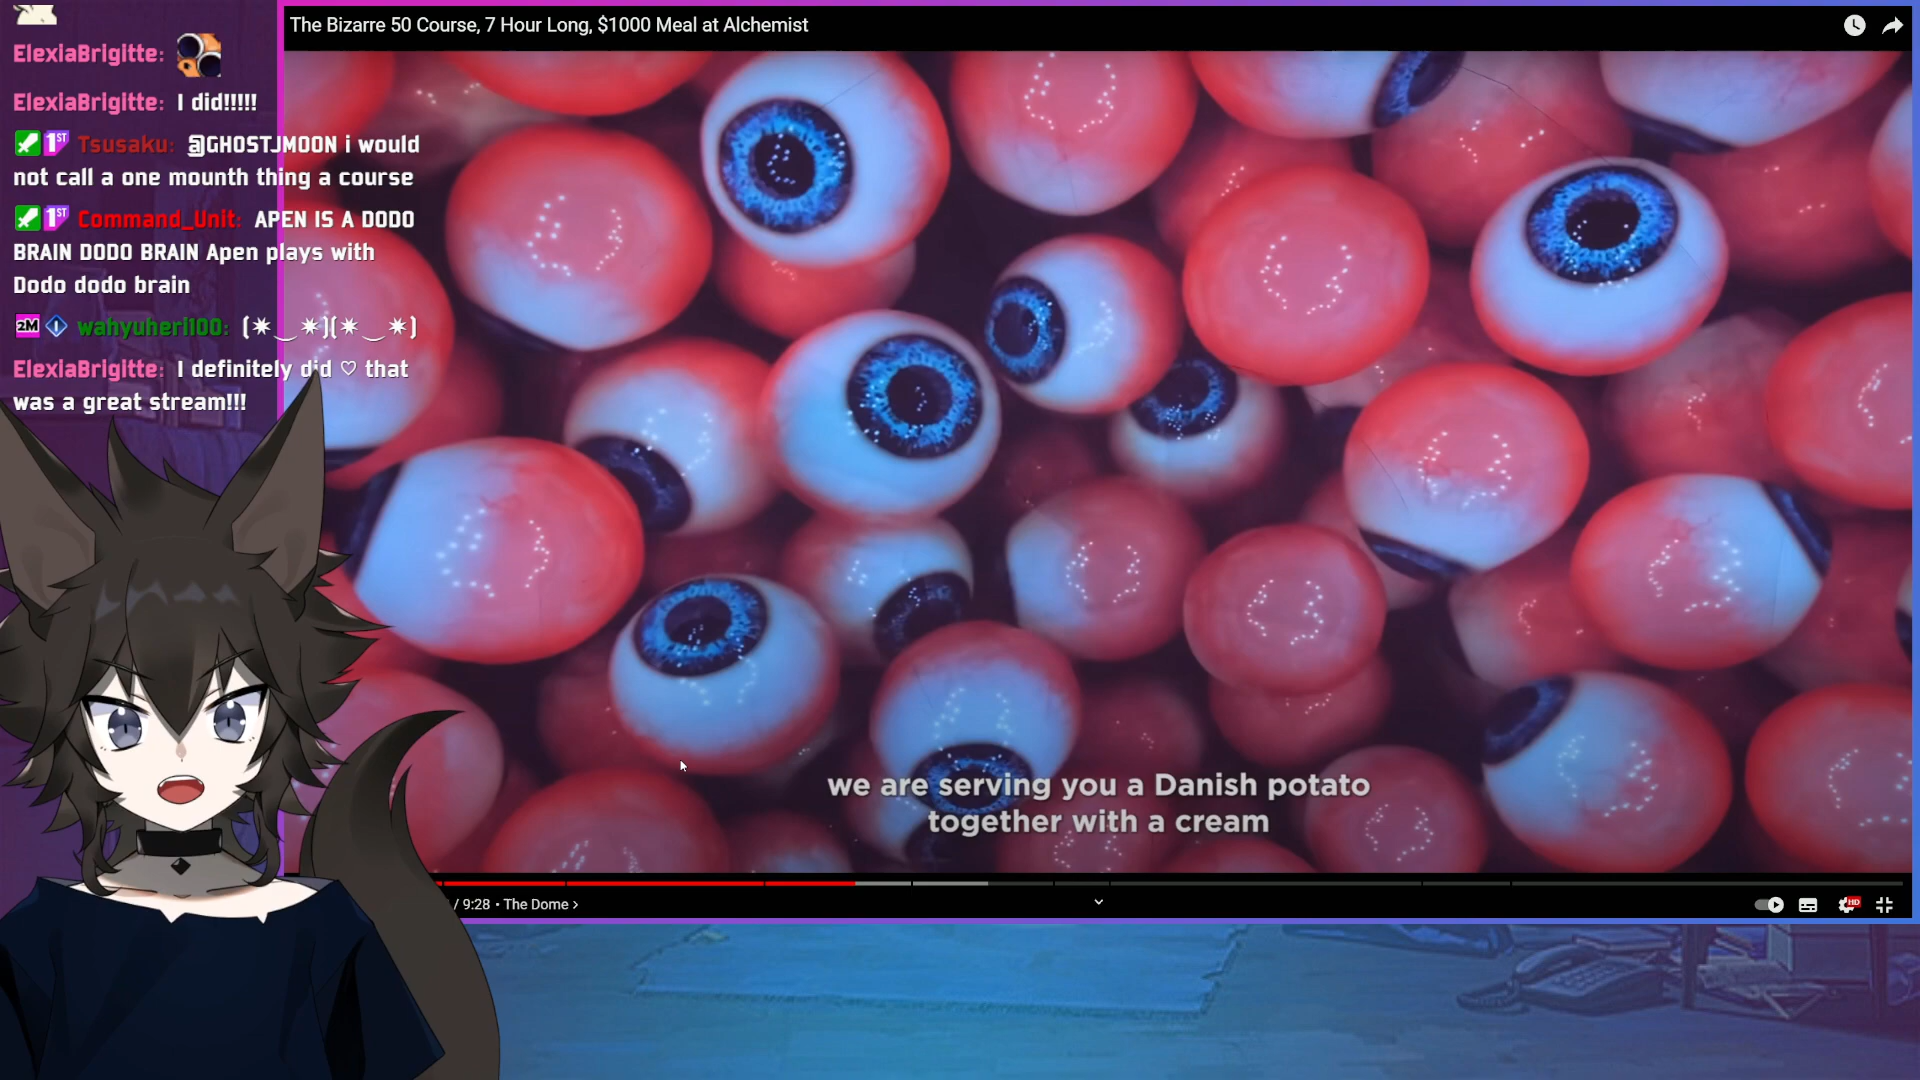 The Bizarre 50 Course, 7 Hour Long, $1000 Meal at Alchemist
ElexiaBrigitte:
ElexiaBrigitte: I did!!!!!
1ST Tsusaku: @GHOSTJMOON i would
not call a one mounth thing a course
1ST Command_Unit: APEN IS A DODO
BRAIN DODO BRAIN Apen plays with
Dodo dodo brain
2M wahyuheri100: (✷‿✷)(✷‿✷)
ElexiaBrigitte: I definitely did ♡ that
was a great stream!!!
we are serving you a Danish potato
together with a cream
/ 9:28 • The Dome >
HD